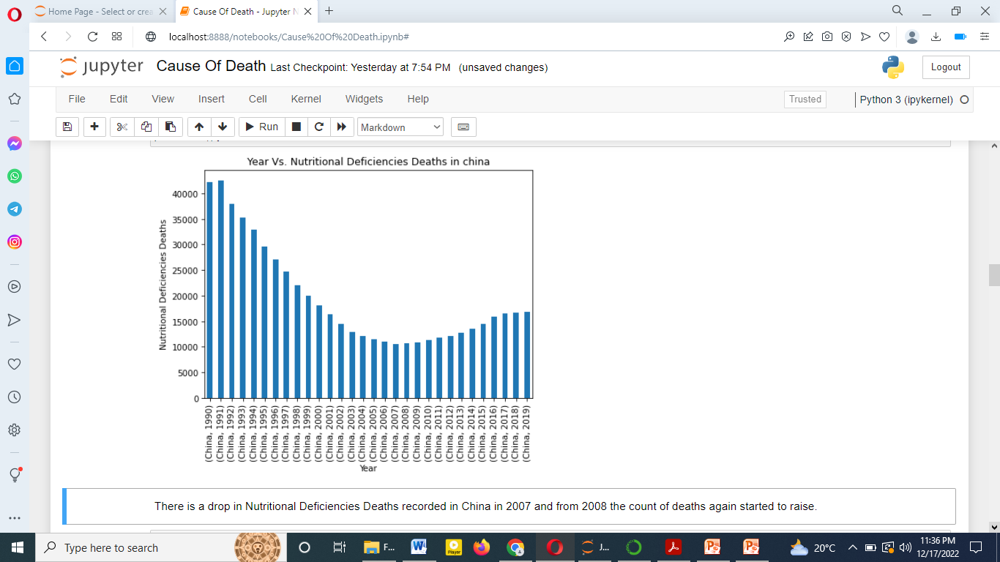 Home Page - Select or crea
Cause Of Death - Jupyter N
localhost:8888/notebooks/Cause%20Of%20Death.ipynb#
jupyter Cause Of Death Last Checkpoint: Yesterday at 7:54 PM (unsaved changes)
Logout
File Edit View Insert Cell Kernel Widgets Help
Trusted
Python 3 (ipykernel)
Run
Markdown
Year Vs. Nutritional Deficiencies Deaths in china
Nutritional Deficiencies Deaths
40000
35000
30000
25000
20000
15000
10000
5000
0
(China, 1990)
(China, 1991)
(China, 1992)
(China, 1993)
(China, 1994)
(China, 1995)
(China, 1996)
(China, 1997)
(China, 1998)
(China, 1999)
(China, 2000)
(China, 2001)
(China, 2002)
(China, 2003)
(China, 2004)
(China, 2005)
(China, 2006)
(China, 2007)
(China, 2008)
(China, 2009)
(China, 2010)
(China, 2011)
(China, 2012)
(China, 2013)
(China, 2014)
(China, 2015)
(China, 2016)
(China, 2017)
(China, 2018)
(China, 2019)
Year
There is a drop in Nutritional Deficiencies Deaths recorded in China in 2007 and from 2008 the count of deaths again started to raise.
Type here to search
F...
Player
J...
20°C
11:36 PM
12/17/2022